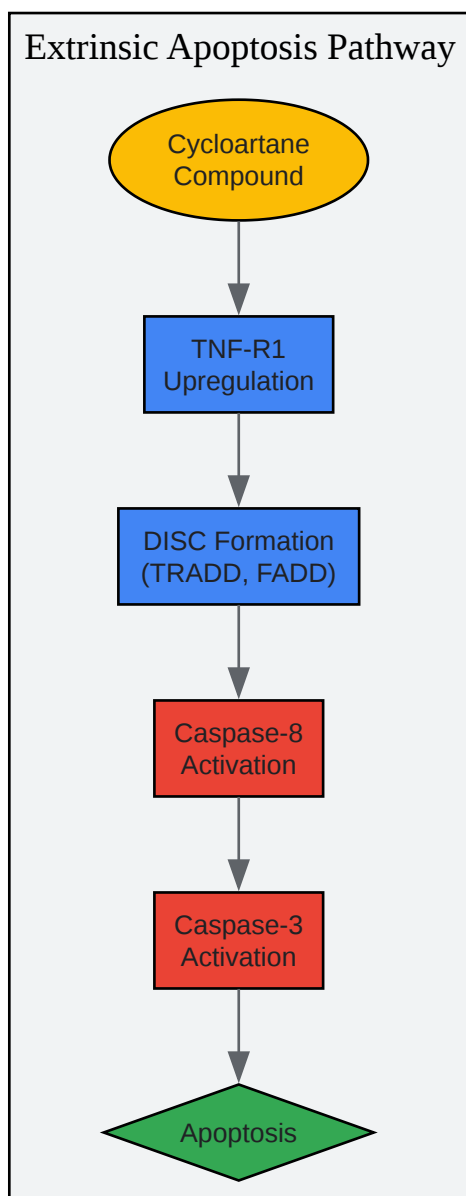 Extrinsic Apoptosis Pathway
Cycloartane
Compound
TNF-R1
Upregulation
DISC Formation
(TRADD, FADD)
Caspase-8
Activation
Caspase-3
Activation
Apoptosis